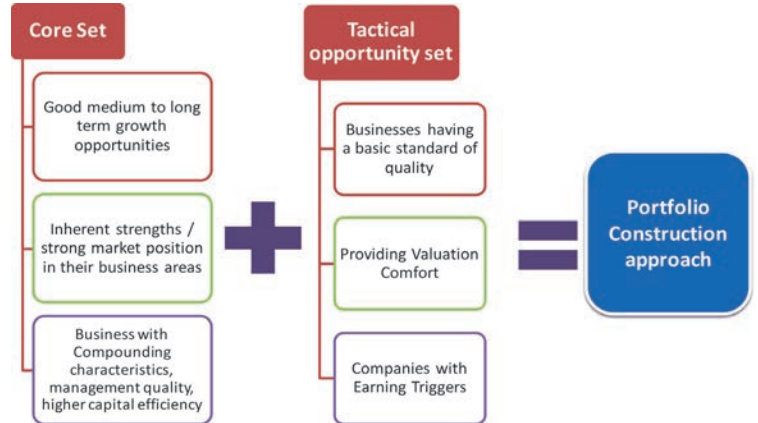 Core Set
Good medium to long
term growth
opportunities
Inherent strengths /
strong market position
in their business areas
Business with
Compounding
characteristics,
management quality,
higher capital efficiency
Tactical
opportunity set
Businesses having
a basic standard of
quality
Providing Valuation
Comfort
Companies with
Earning Triggers
Portfolio
Construction
approach